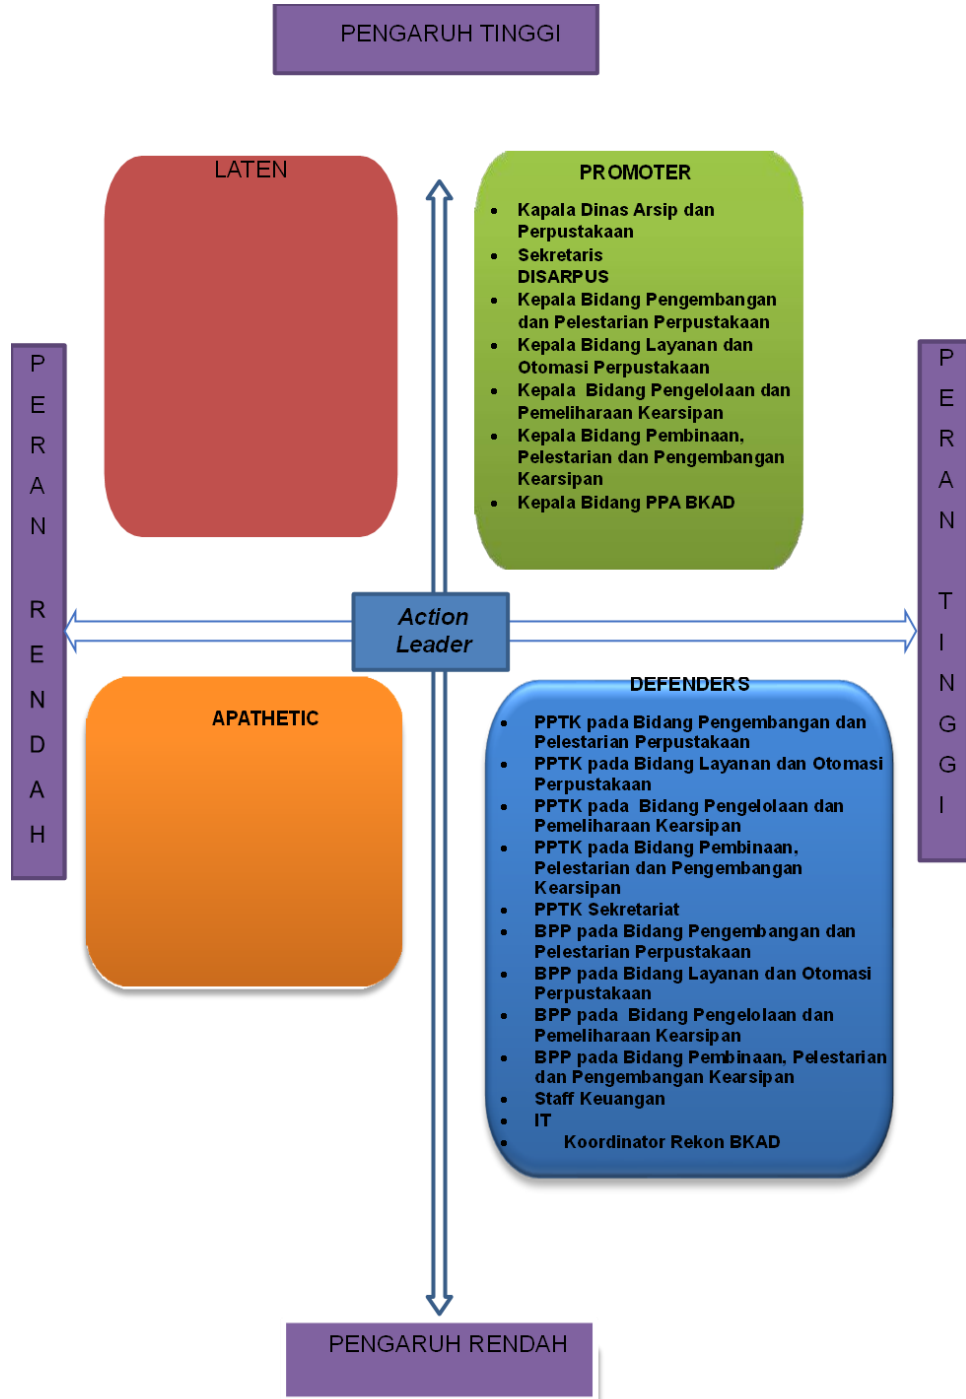 PENGARUH TINGGI
LATEN
PROMOTER
• Kapala Dinas Arsip dan
Perpustakaan
• Sekretaris
DISARPUS
• Kepala Bidang Pengembangan
dan Pelestarian Perpustakaan
• Kepala Bidang Layanan dan
Otomasi Perpustakaan
• Kepala Bidang Pengelolaan dan
Pemeliharaan Kearsipan
• Kepala Bidang Pembinaan,
Pelestarian dan Pengembangan
Kearsipan
• Kepala Bidang PPA BKAD
PERAN RENDAH
PERAN TINGGI
Action
Leader
APATHETIC
DEFENDERS
• PPTK pada Bidang Pengembangan dan
Pelestarian Perpustakaan
• PPTK pada Bidang Layanan dan Otomasi
Perpustakaan
• PPTK pada Bidang Pengelolaan dan
Pemeliharaan Kearsipan
• PPTK pada Bidang Pembinaan,
Pelestarian dan Pengembangan
Kearsipan
• PPTK Sekretariat
• BPP pada Bidang Pengembangan dan
Pelestarian Perpustakaan
• BPP pada Bidang Layanan dan Otomasi
Perpustakaan
• BPP pada Bidang Pengelolaan dan
Pemeliharaan Kearsipan
• BPP pada Bidang Pembinaan, Pelestarian
dan Pengembangan Kearsipan
• Staff Keuangan
• IT
• Koordinator Rekon BKAD
PENGARUH RENDAH